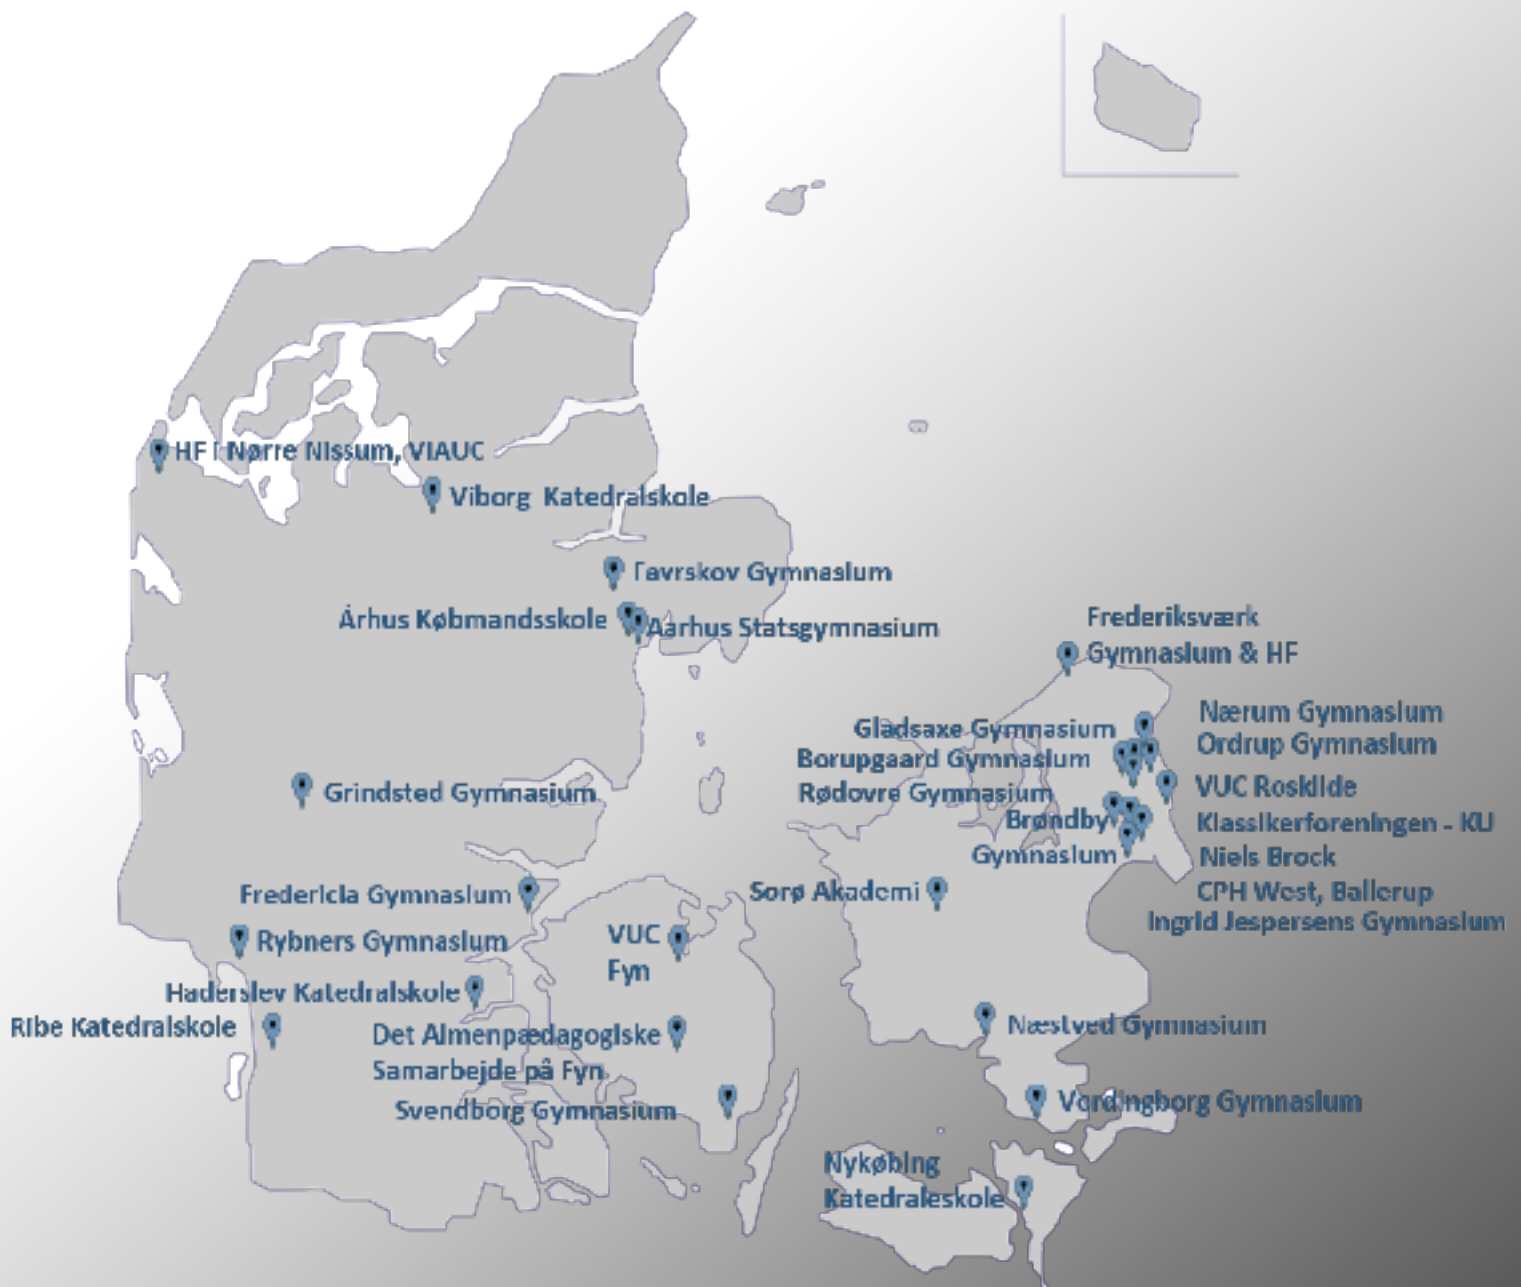 HF i Nørre Nissum, VIAUC
Viborg Katedralskole
Favrskov Gymnasium
Århus Købmandsskole
Aarhus Statsgymnasium
Frederiksværk
Gymnasium & HF
Gladsaxe Gymnasium
Nærum Gymnasium
Borupgaard Gymnasium
Ordrup Gymnasium
Rødovre Gymnasium
VUC Roskilde
Grindsted Gymnasium
Brøndby
Gymnasium
Klassikerforeningen - KU
Niels Brock
CPH West, Ballerup
Ingrid Jespersens Gymnasium
Fredericia Gymnasium
Sorø Akademi
Rybners Gymnasium
VUC
Fyn
Haderslev Katedralskole
Ribe Katedralskole
Det Almenpædagogiske
Samarbejde på Fyn
Næstved Gymnasium
Svendborg Gymnasium
Vordingborg Gymnasium
Nykøbing
Katedraleskole